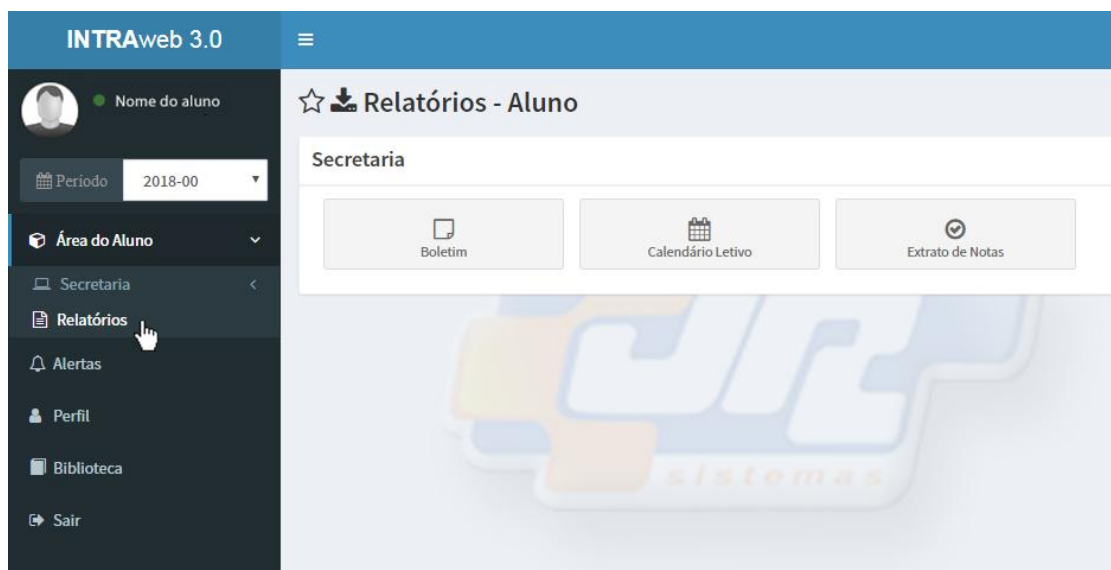 INTRAweb 3.0
Nome do aluno
Período 2018-00
Área do Aluno
Secretaria
Relatórios
Alertas
Perfil
Biblioteca
Sair
Relatórios - Aluno
Secretaria
Boletim
Calendário Letivo
Extrato de Notas
sistemas